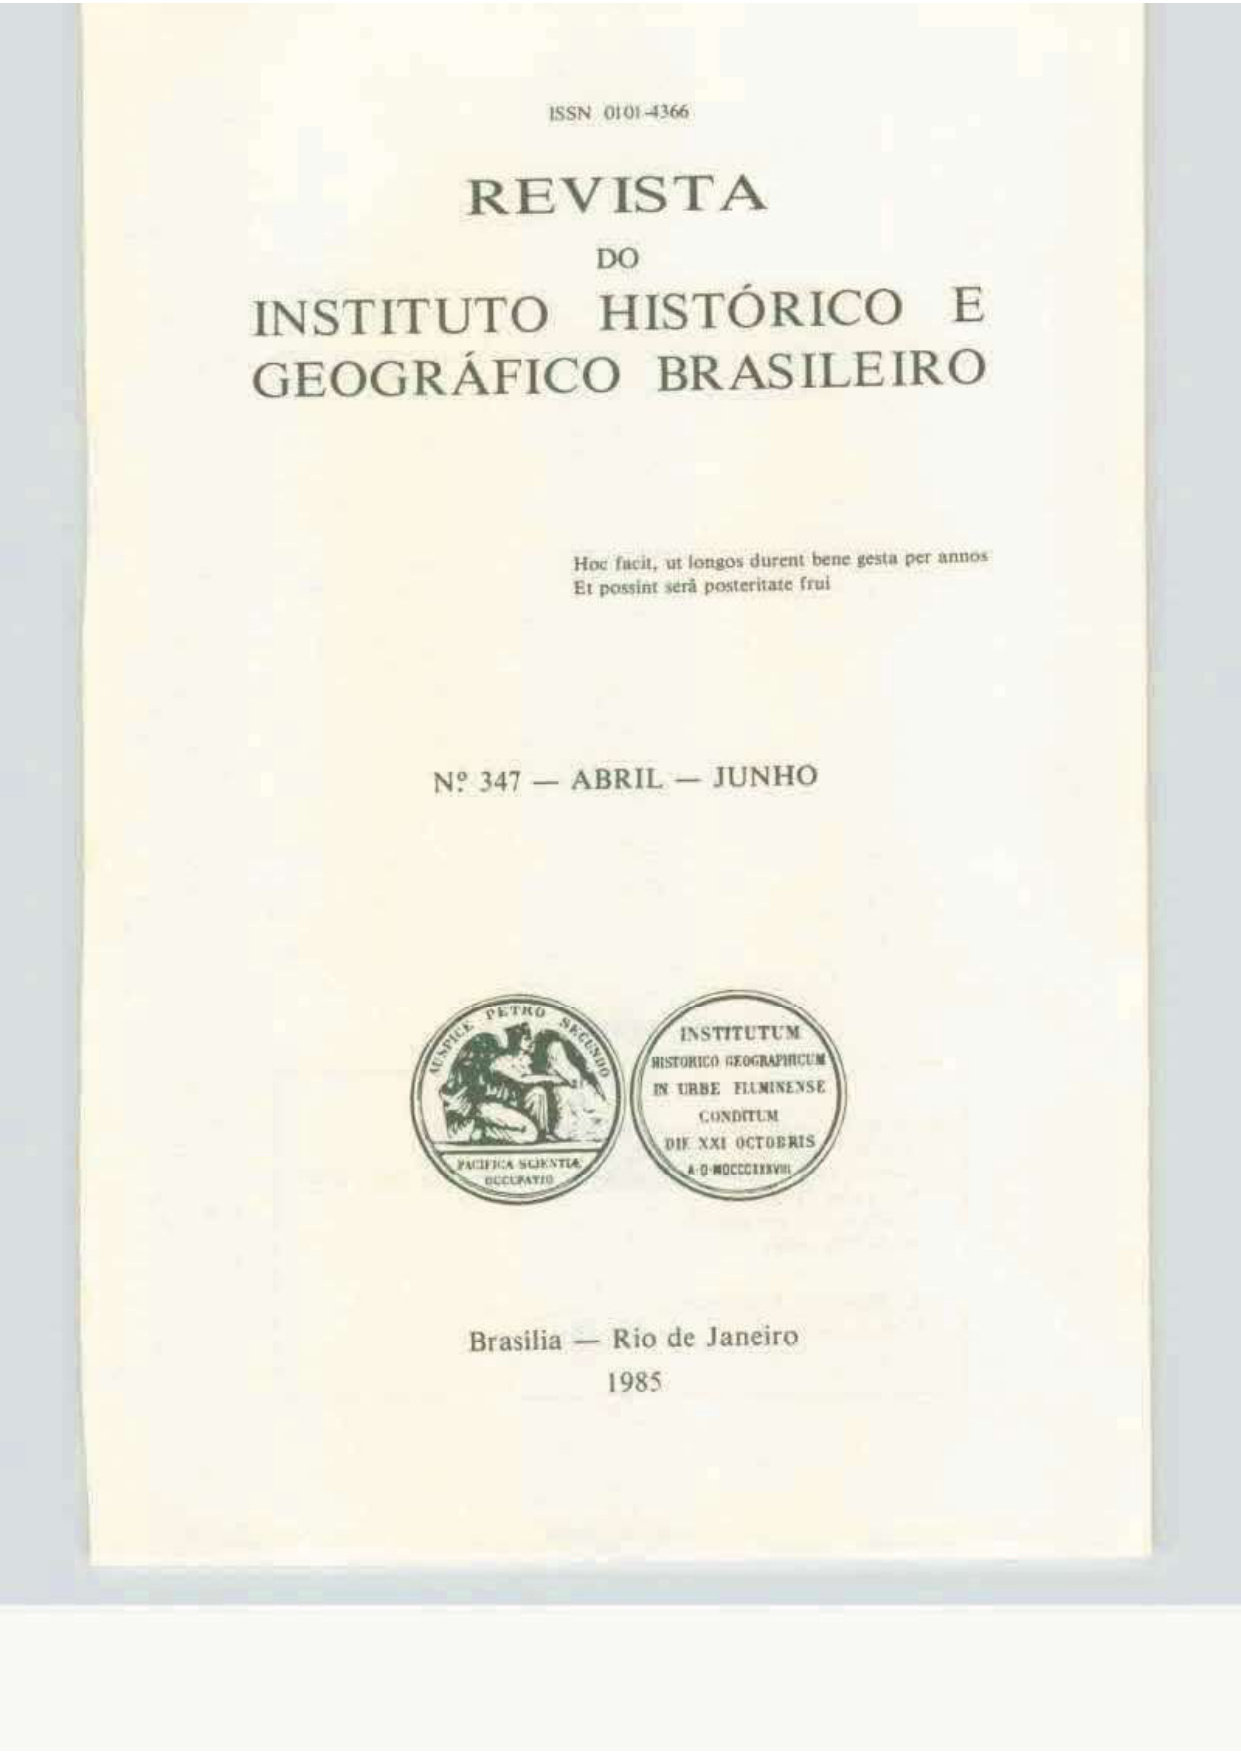 ISSN 0101-4366
REVISTA
DO
INSTITUTO HISTÓRICO E
GEOGRÁFICO BRASILEIRO
Hoc facit, ut longos durent bene gesta per annos
Et possint serâ posteritate frui
N.º 347 — ABRIL — JUNHO
AUSPICE PETRO SECUNDO
PACIFICA SCIENTIÆ
OCCUPATIO
INSTITUTUM
HISTORICO GEOGRAPHICUM
IN URBE FLUMINENSE
CONDITUM
DIE XXI OCTOBRIS
A·D·MDCCCXXXVIII
Brasília — Rio de Janeiro
1985